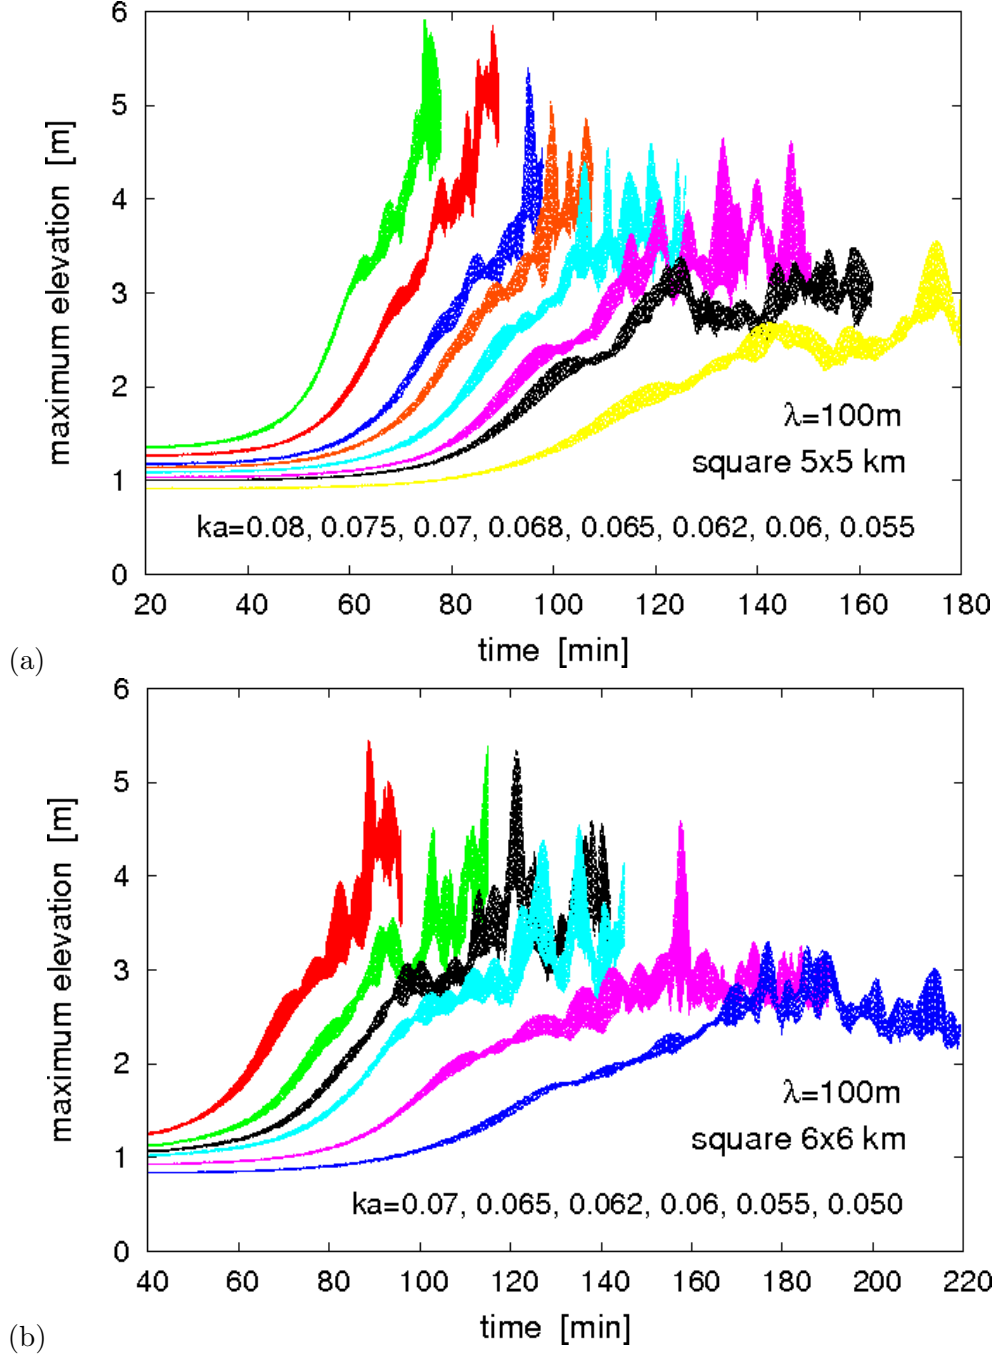 6
5
4
3
2
1
0
maximum elevation [m]
λ=100m
square 5x5 km
ka=0.08, 0.075, 0.07, 0.068, 0.065, 0.062, 0.06, 0.055
20 40 60 80 100 120 140 160 180
time [min]
(a)
6
5
4
3
2
1
0
maximum elevation [m]
λ=100m
square 6x6 km
ka=0.07, 0.065, 0.062, 0.06, 0.055, 0.050
40 60 80 100 120 140 160 180 200 220
time [min]
(b)